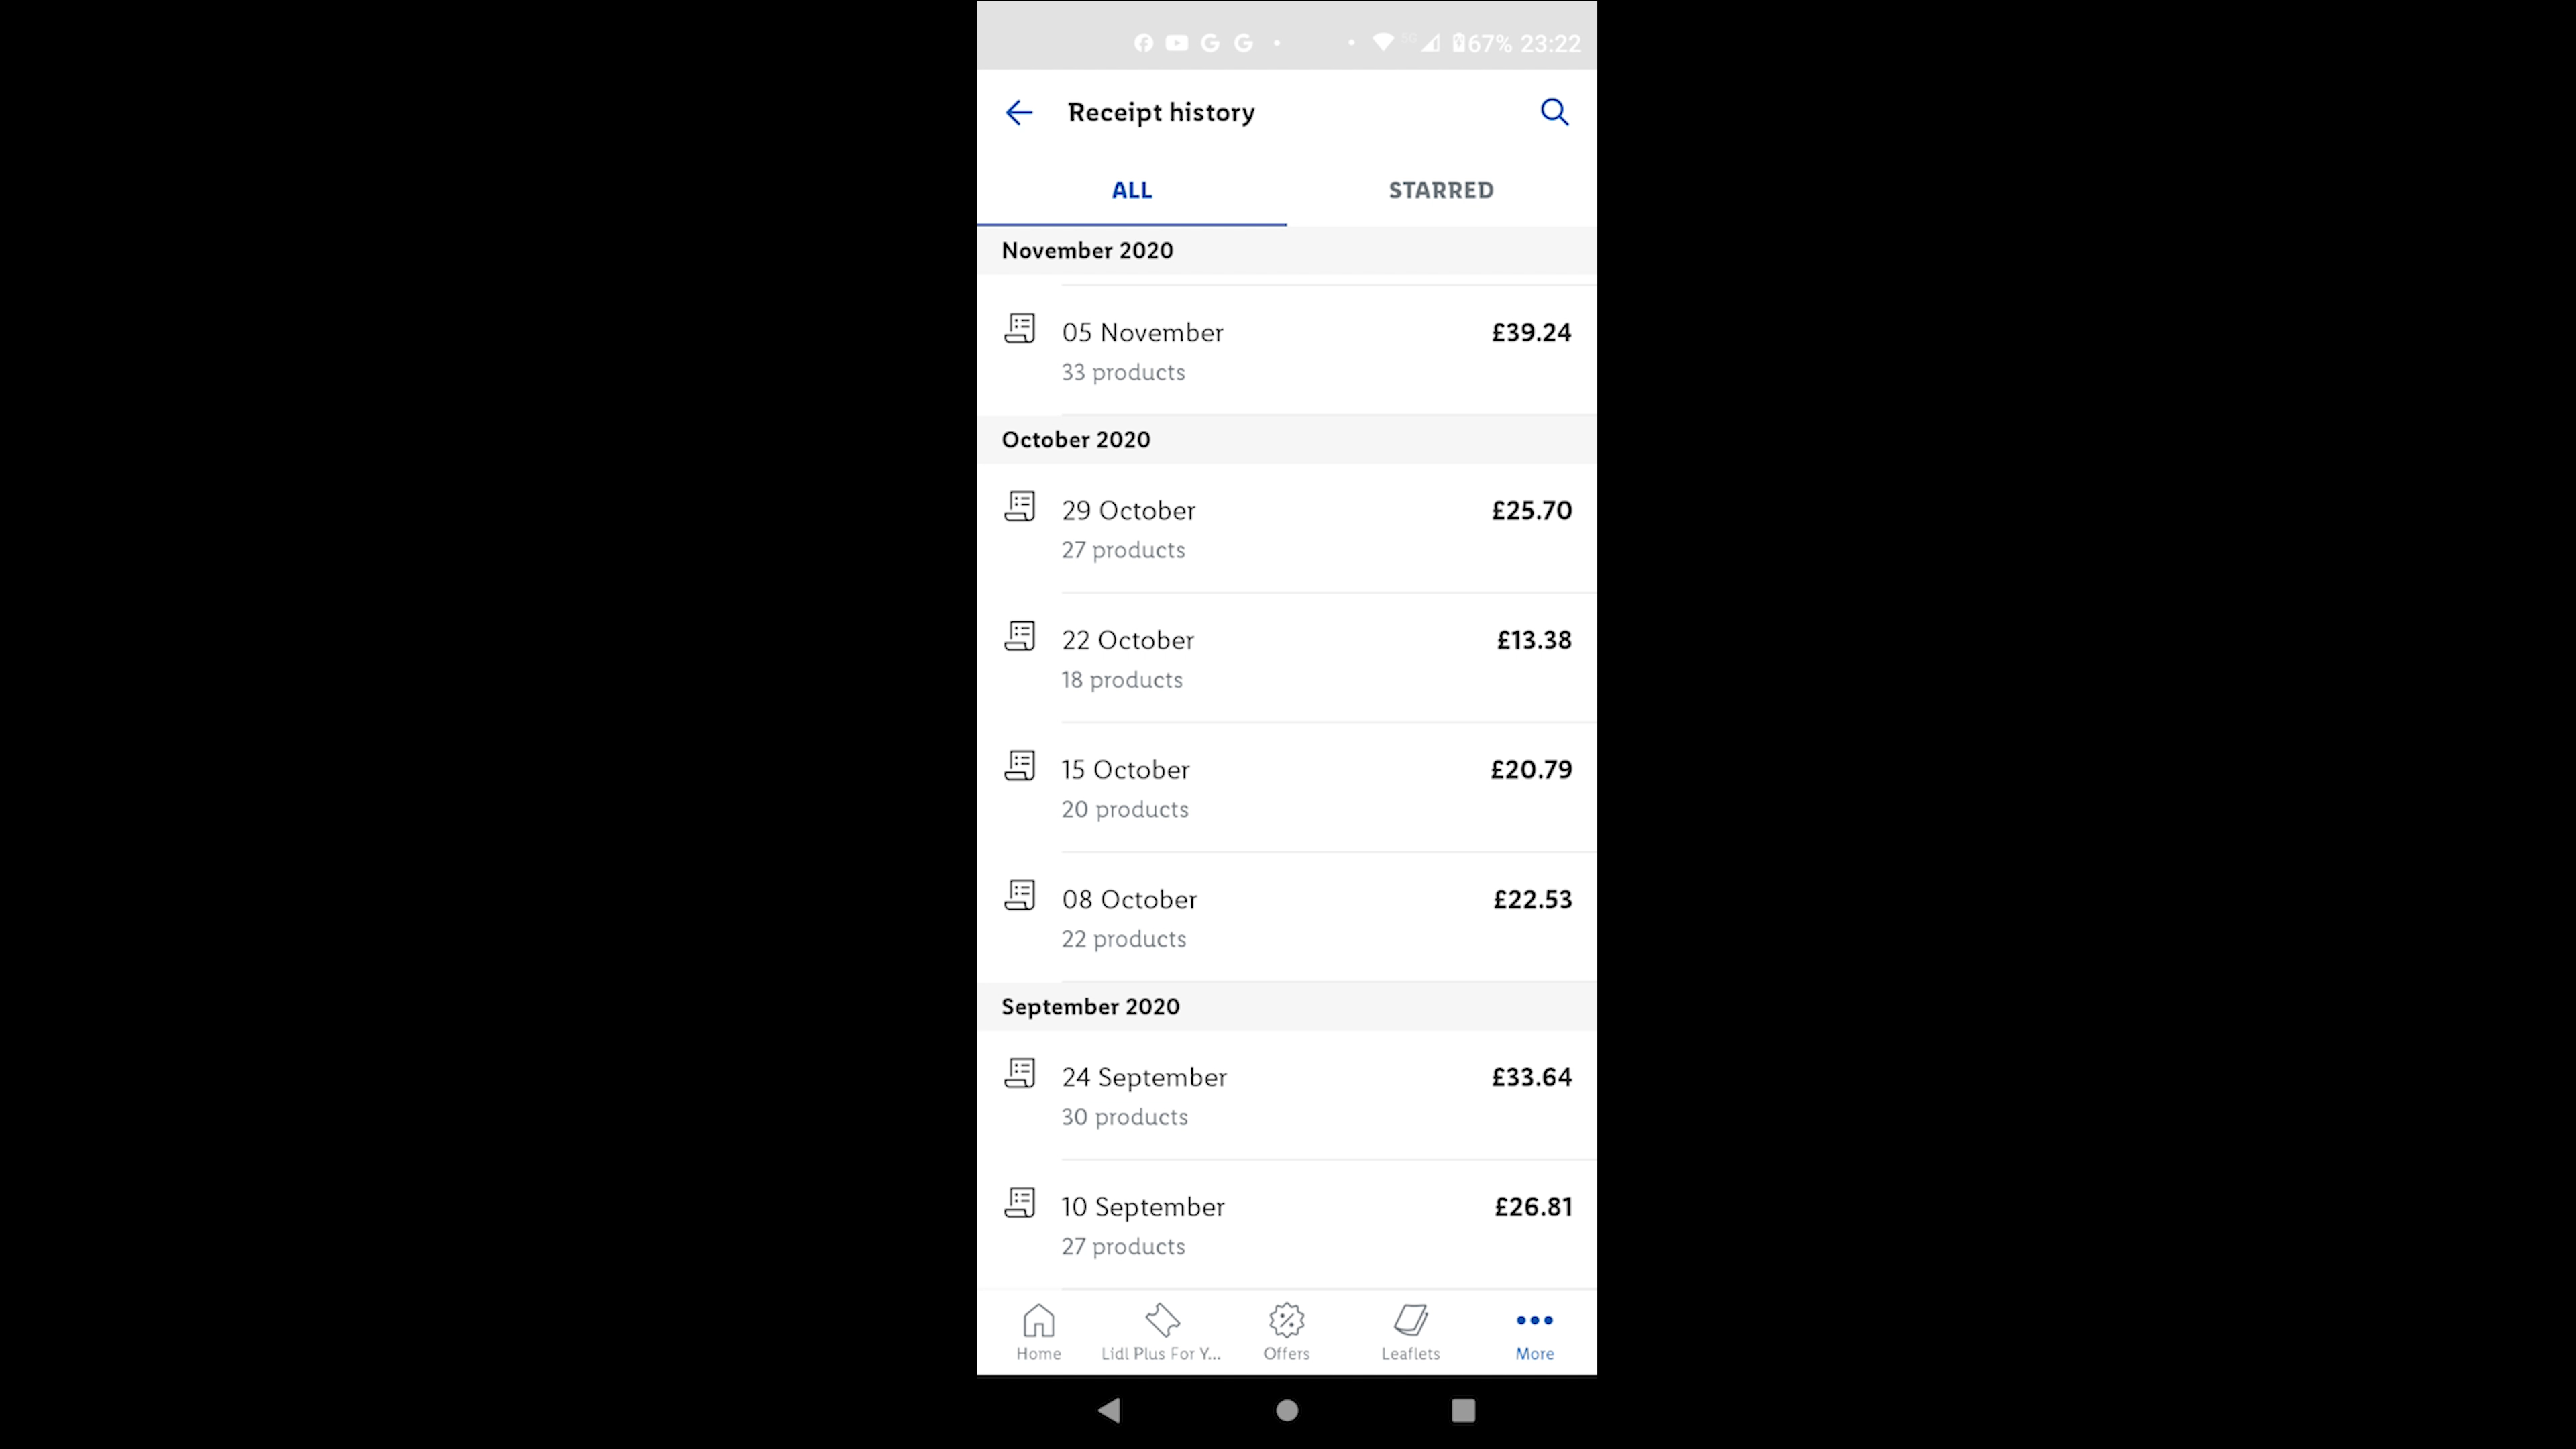 67% 23:22
Receipt history
ALL STARRED
November 2020
05 November £39.24
33 products
October 2020
29 October £25.70
27 products
22 October £13.38
18 products
15 October £20.79
20 products
08 October £22.53
22 products
September 2020
24 September £33.64
30 products
10 September £26.81
27 products
Home Lidl Plus For Y... Offers Leaflets More